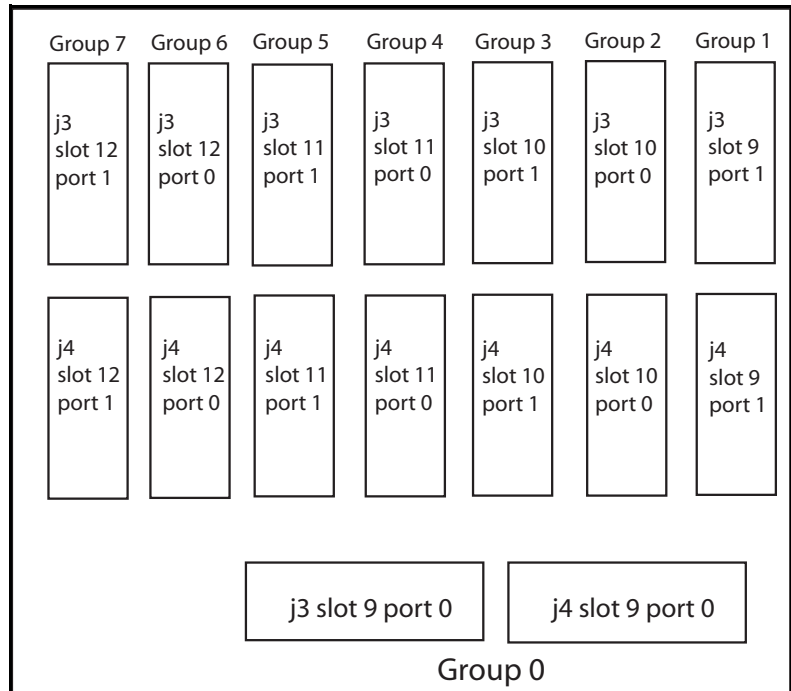 Group 7 Group 6 Group 5 Group 4 Group 3 Group 2 Group 1
j3
slot 12
port 1
j3
slot 12
port 0
j3
slot 11
port 1
j3
slot 11
port 0
j3
slot 10
port 1
j3
slot 10
port 0
j3
slot 9
port 1
j4
slot 12
port 1
j4
slot 12
port 0
j4
slot 11
port 1
j4
slot 11
port 0
j4
slot 10
port 1
j4
slot 10
port 0
j4
slot 9
port 1
j3 slot 9 port 0
j4 slot 9 port 0
Group 0